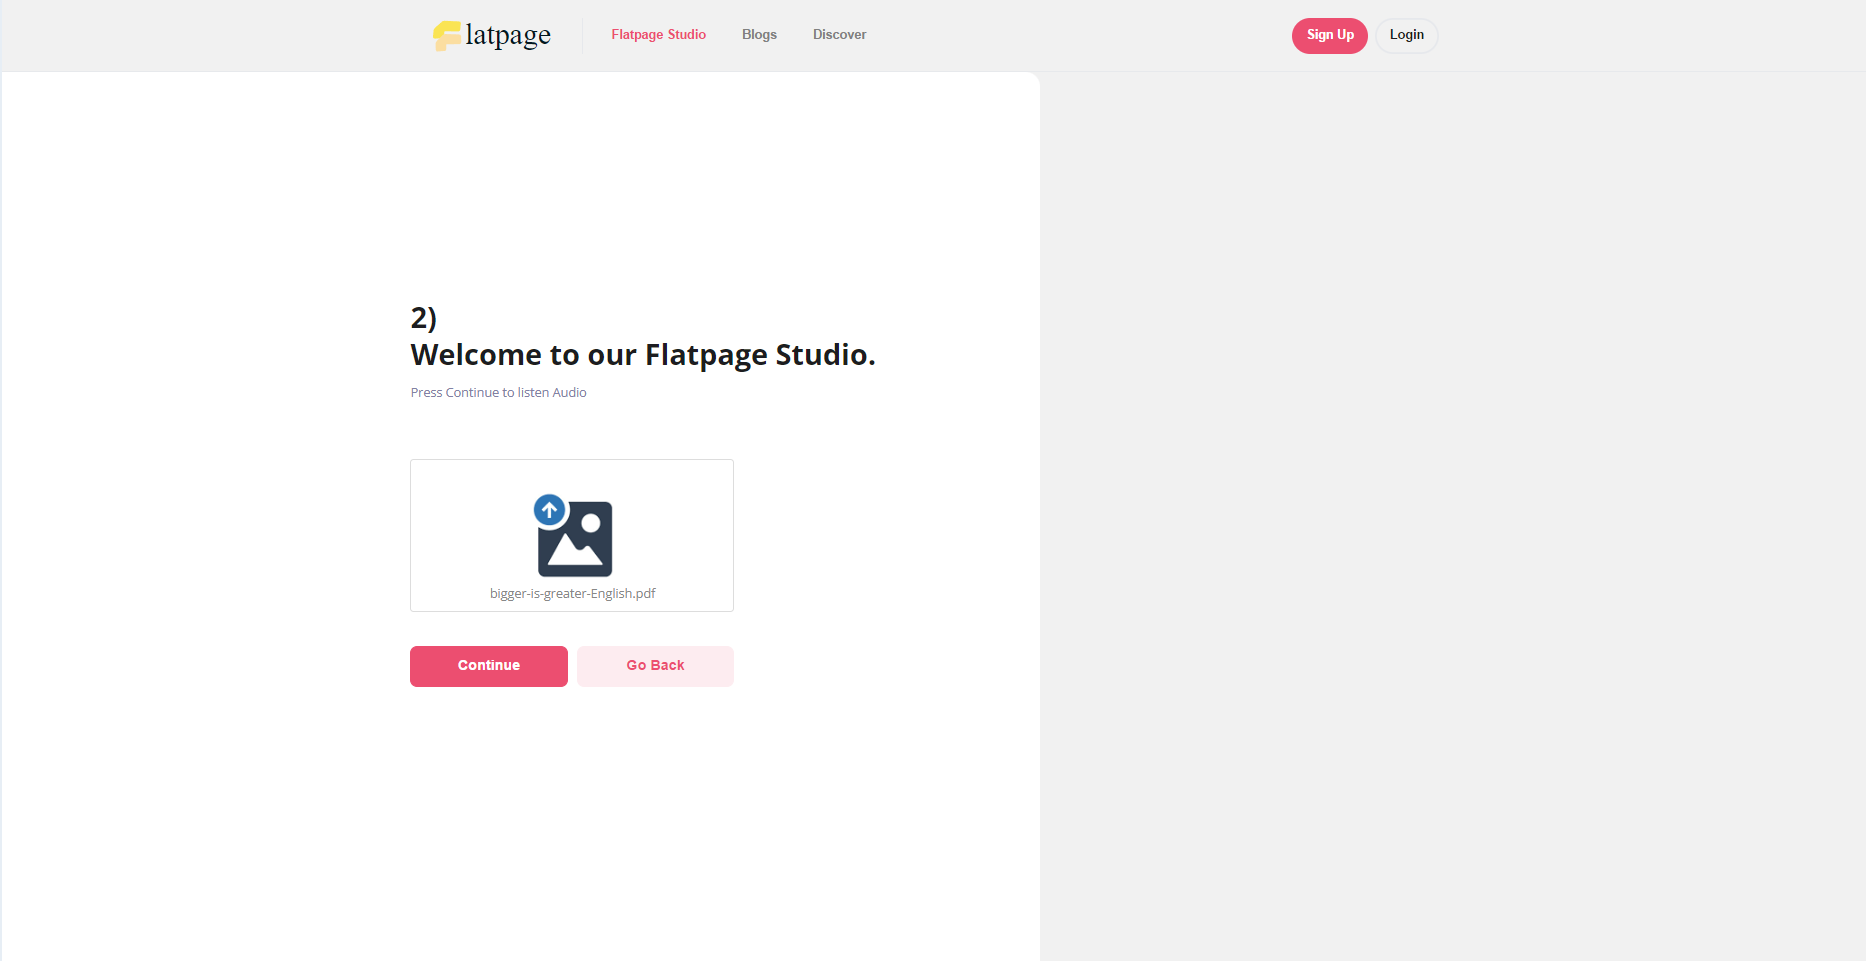 Flatpage
Flatpage Studio
Blogs
Discover
Sign Up
Login
2)
Welcome to our Flatpage Studio.
Press Continue to listen Audio
bigger-is-greater-English.pdf
Continue
Go Back